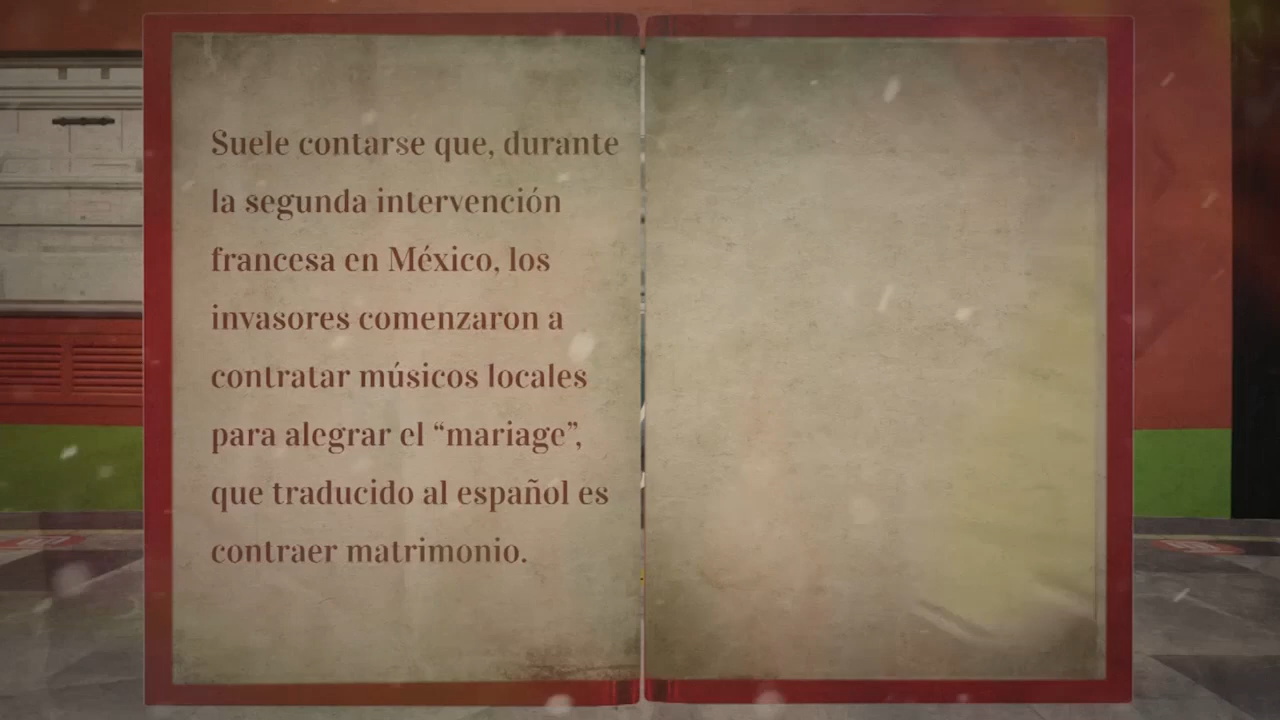 Suele contarse que, durante
la segunda intervención
francesa en México, los
invasores comenzaron a
contratar músicos locales
para alegrar el “mariage”,
que traducido al español es
contraer matrimonio.